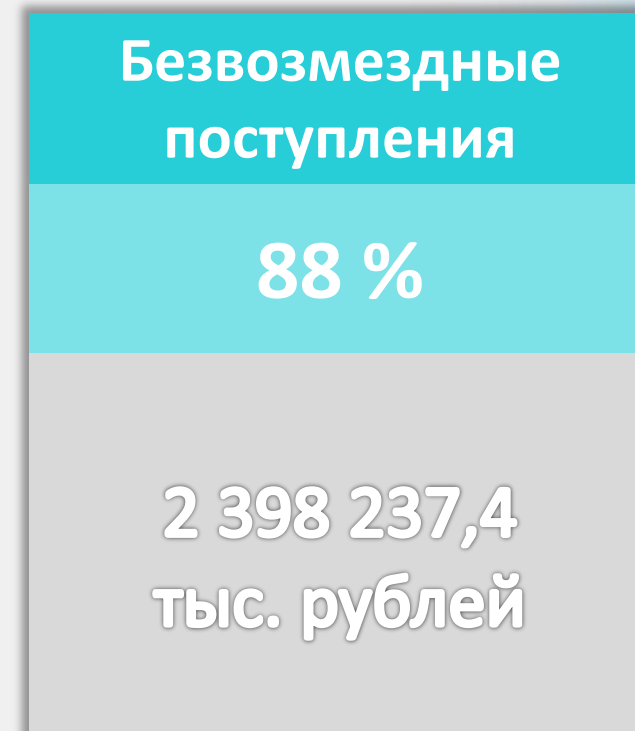 Безвозмездные
поступления
88 %
2 398 237,4
тыс. рублей